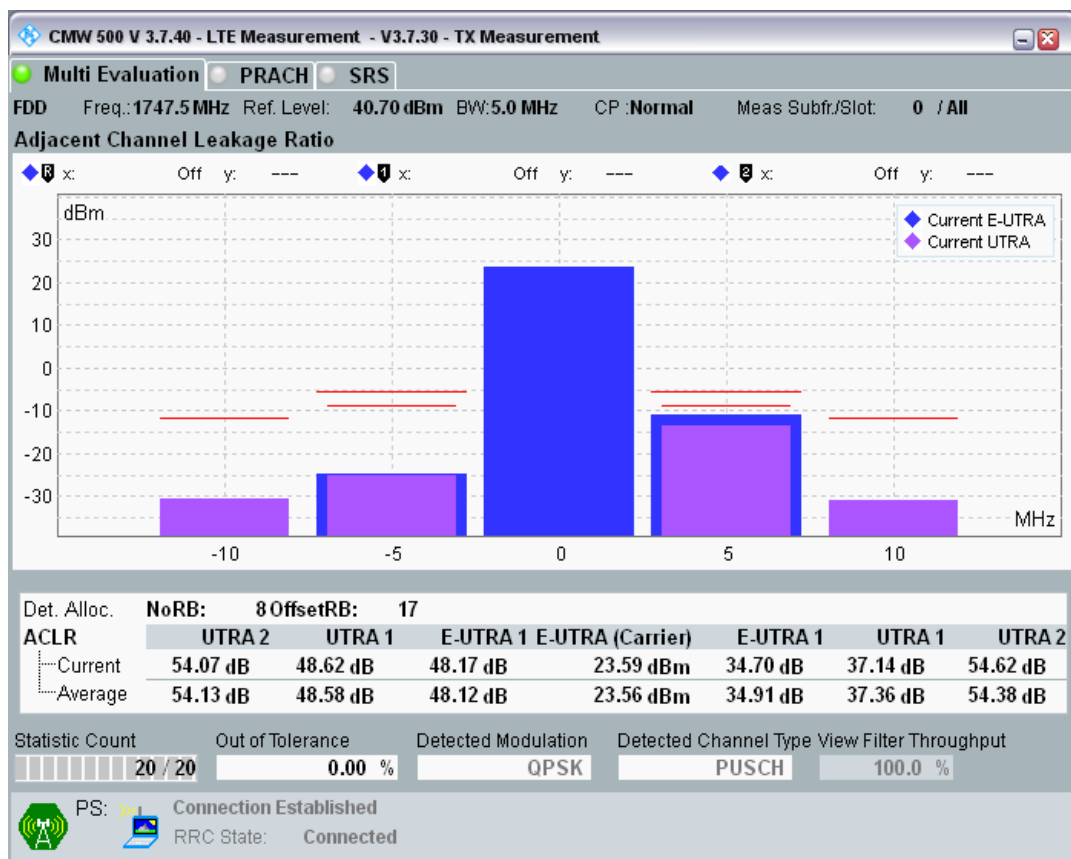 CMW 500 V 3.7.40 - LTE Measurement - V3.7.30 - TX Measurement
Multi Evaluation PRACH SRS
FDD Freq.: 1747.5 MHz Ref. Level: 40.70 dBm BW: 5.0 MHz CP : Normal Meas Subfr./Slot: 0 / All
Adjacent Channel Leakage Ratio
R x: Off y: --- 1 x: Off y: --- 2 x: Off y: ---
dBm
Current E-UTRA
Current UTRA
30
20
10
0
-10
-20
-30
MHz
-10 -5 0 5 10
Det. Alloc. NoRB: 8 OffsetRB: 17
ACLR UTRA 2 UTRA 1 E-UTRA 1 E-UTRA (Carrier) E-UTRA 1 UTRA 1 UTRA 2
Current 54.07 dB 48.62 dB 48.17 dB 23.59 dBm 34.70 dB 37.14 dB 54.62 dB
Average 54.13 dB 48.58 dB 48.12 dB 23.56 dBm 34.91 dB 37.36 dB 54.38 dB
Statistic Count Out of Tolerance Detected Modulation Detected Channel Type View Filter Throughput
20 / 20 0.00 % QPSK PUSCH 100.0 %
PS: Connection Established
RRC State: Connected